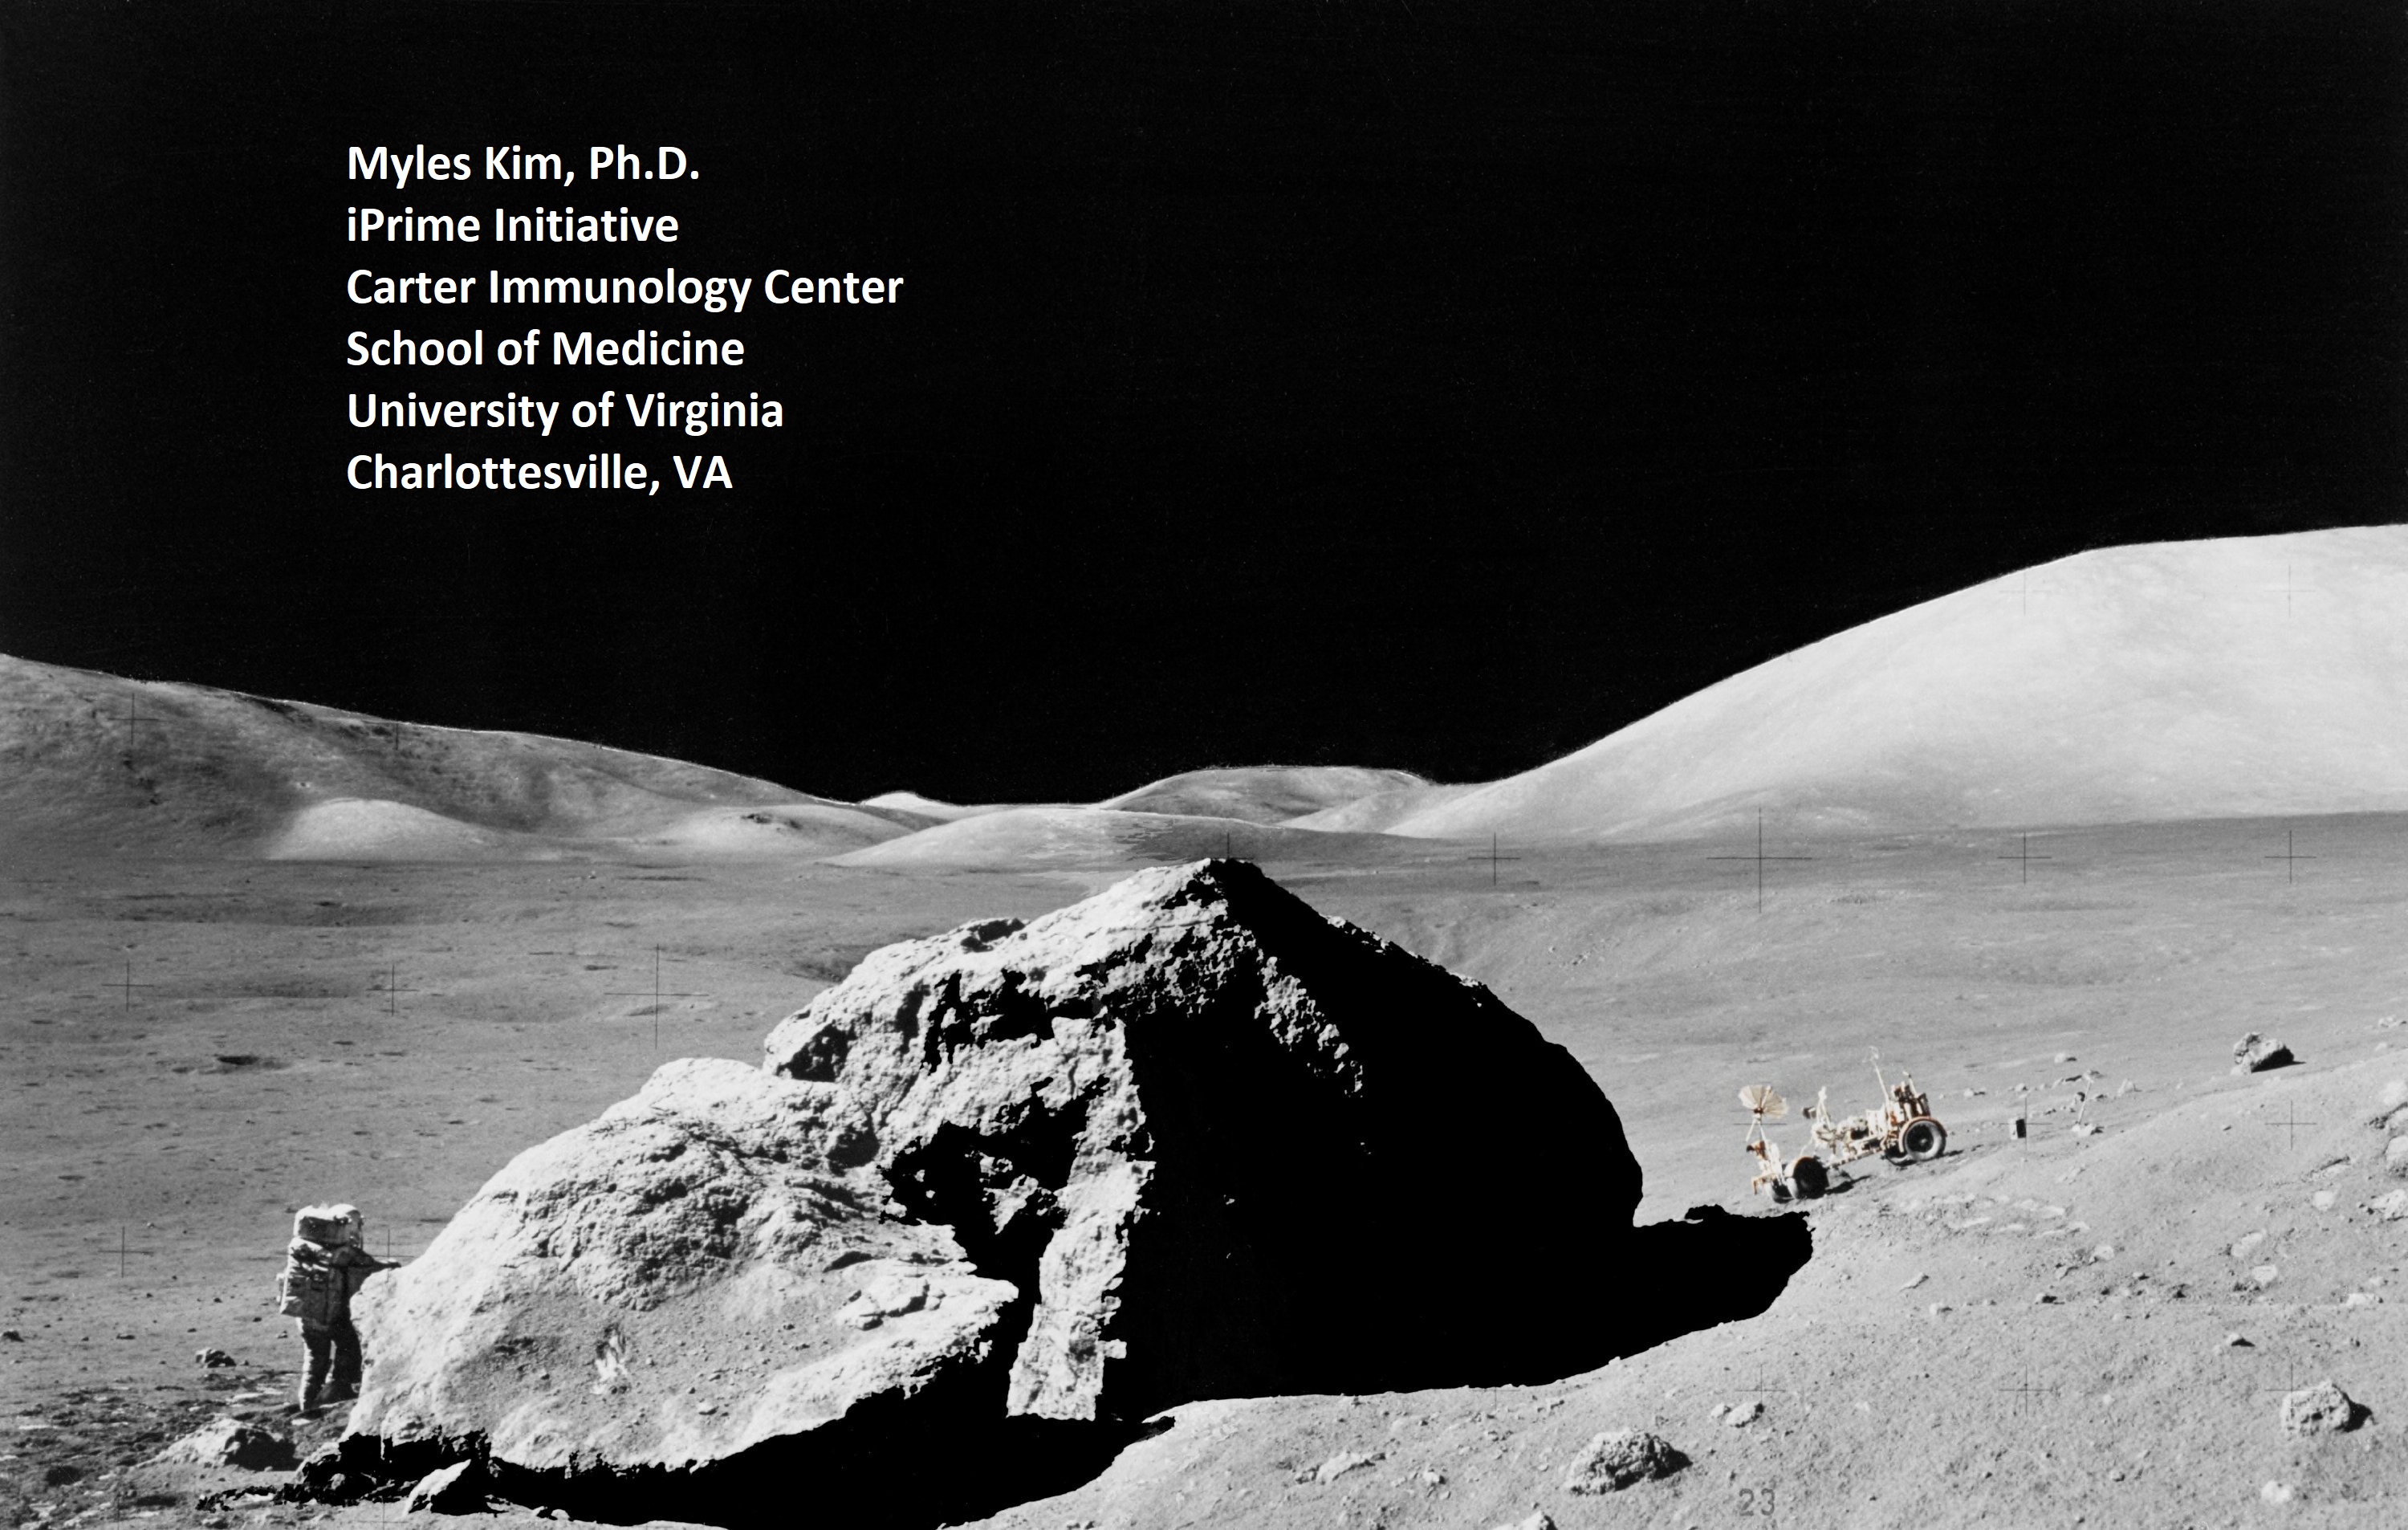 Myles Kim, Ph.D.
iPrime Initiative
Carter Immunology Center
School of Medicine
University of Virginia
Charlottesville, VA
23